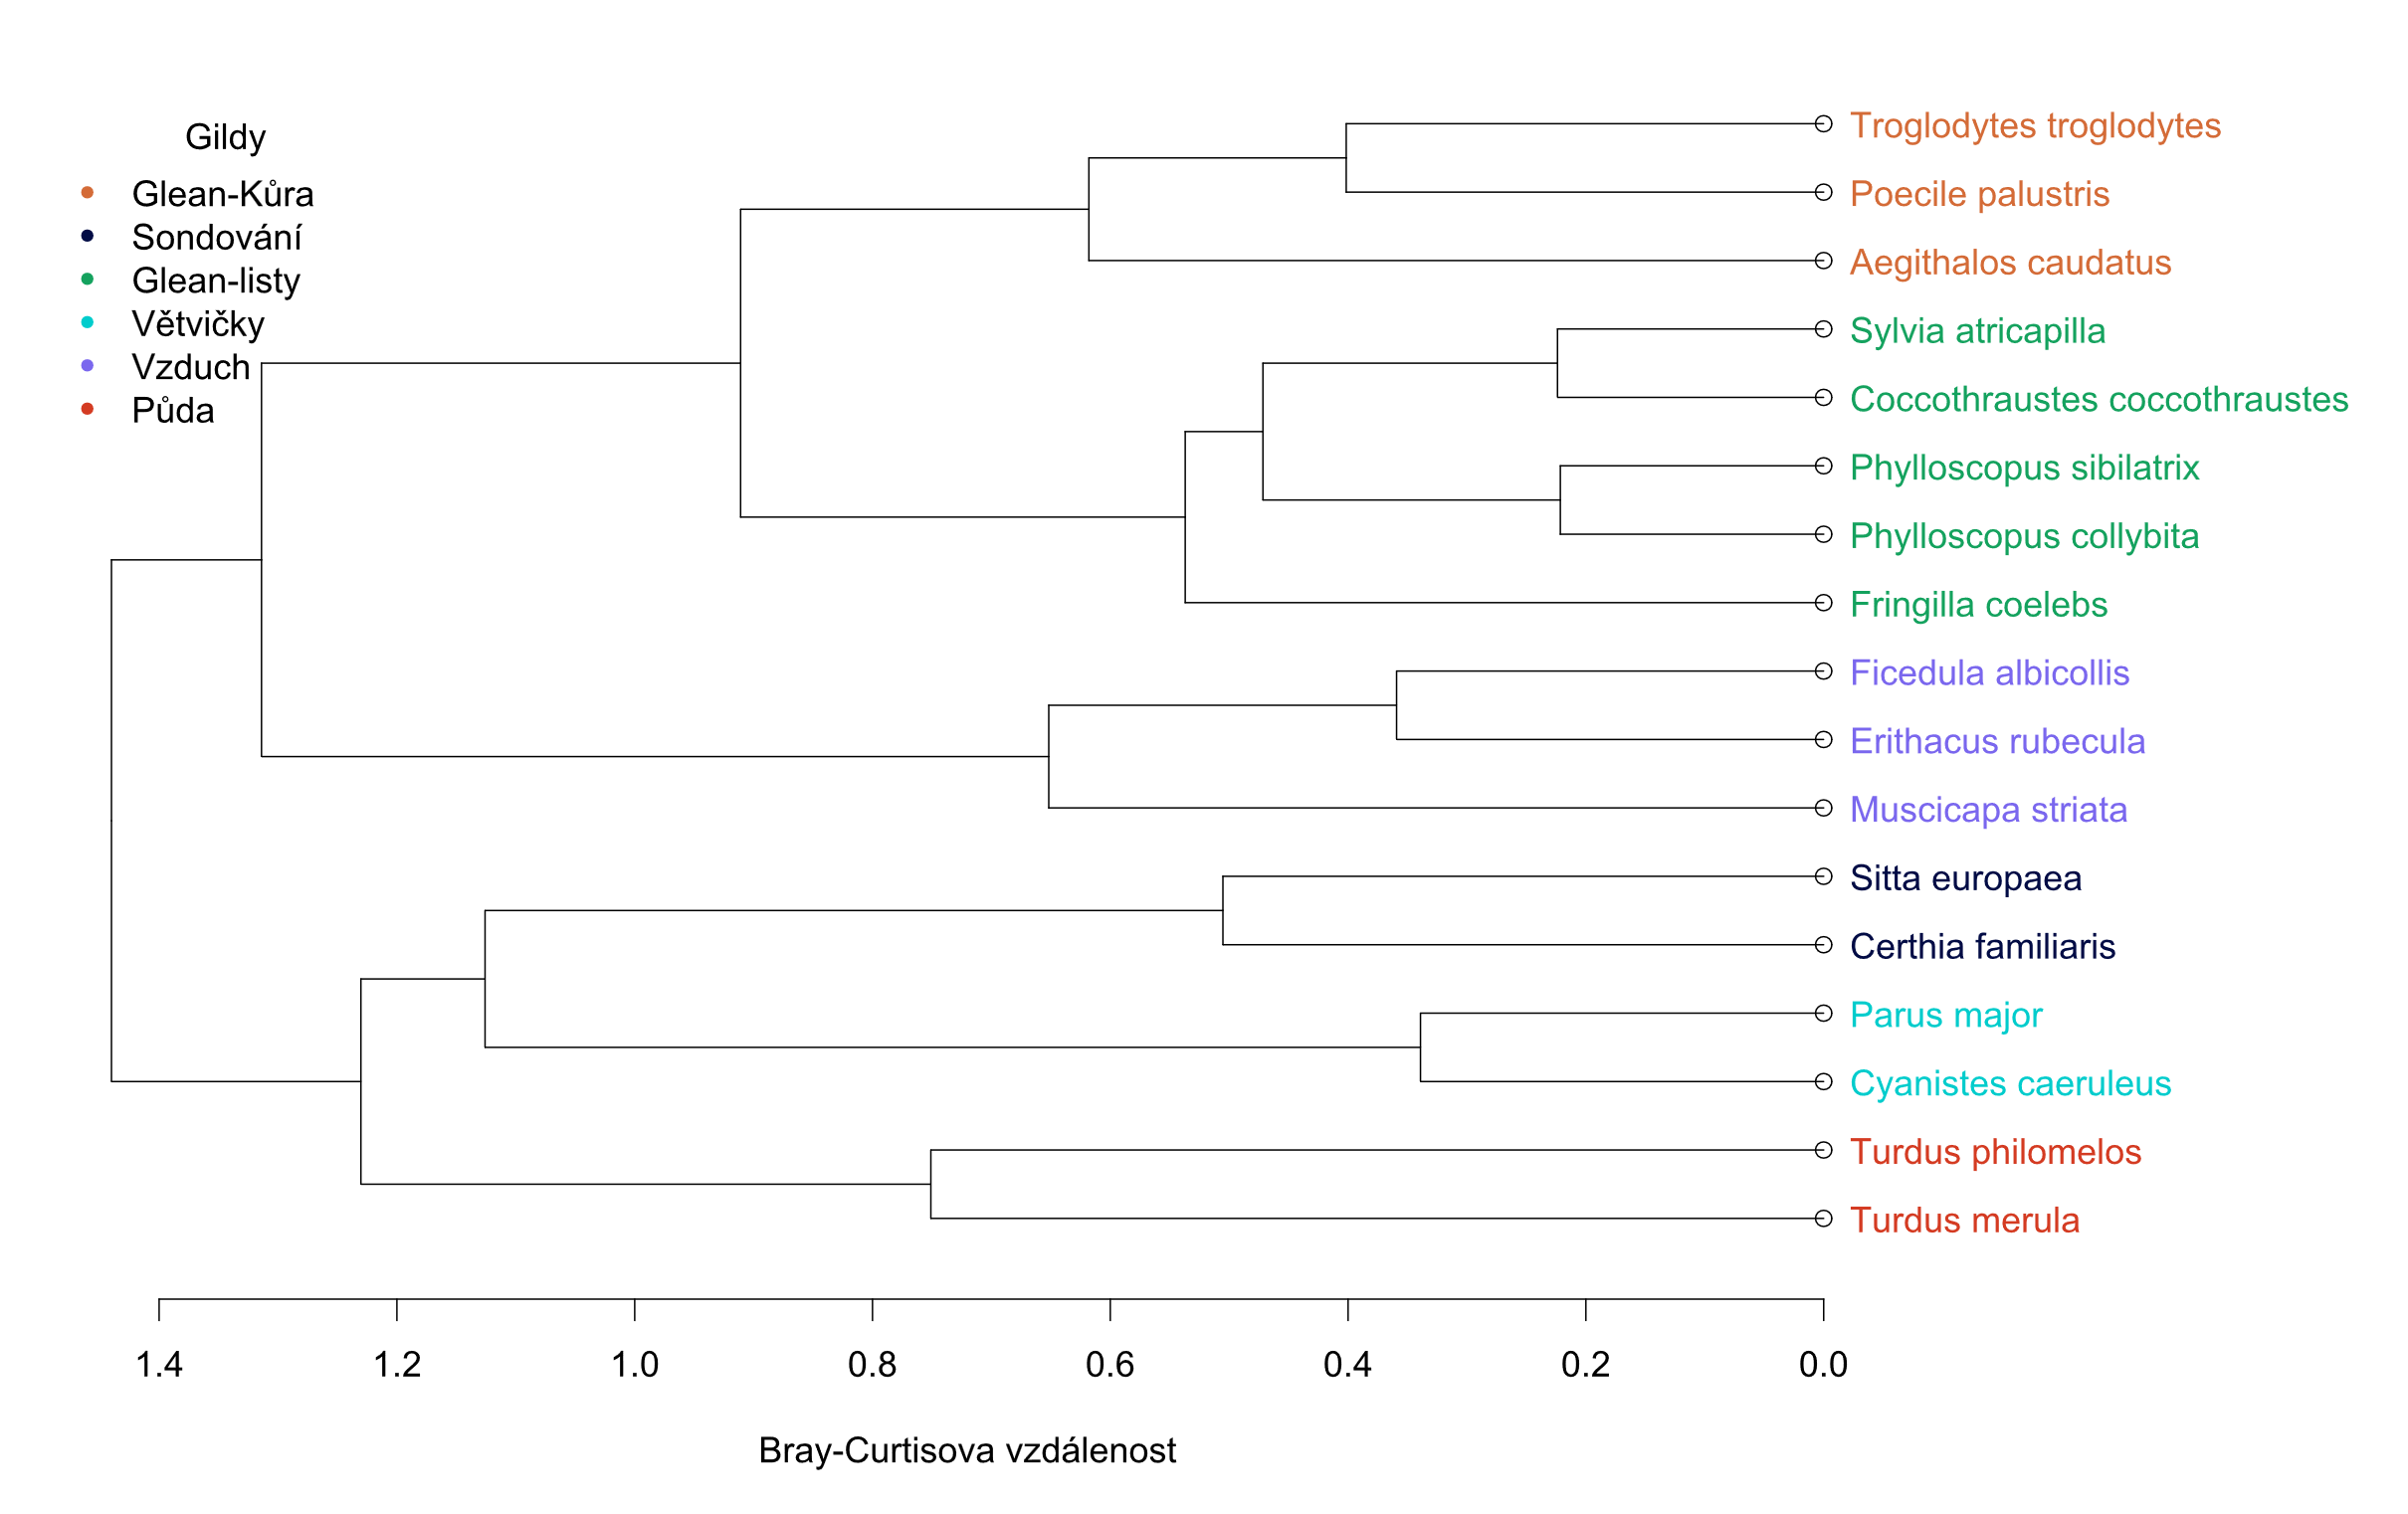 Gildy
Glean-Kůra
Sondování
Glean-listy
Větvičky
Vzduch
Půda
Troglodytes troglodytes
Poecile palustris
Aegithalos caudatus
Sylvia atricapilla
Coccothraustes coccothraustes
Phylloscopus sibilatrix
Phylloscopus collybita
Fringilla coelebs
Ficedula albicollis
Erithacus rubecula
Muscicapa striata
Sitta europaea
Certhia familiaris
Parus major
Cyanistes caeruleus
Turdus philomelos
Turdus merula
1.4 1.2 1.0 0.8 0.6 0.4 0.2 0.0
Bray-Curtisova vzdálenost